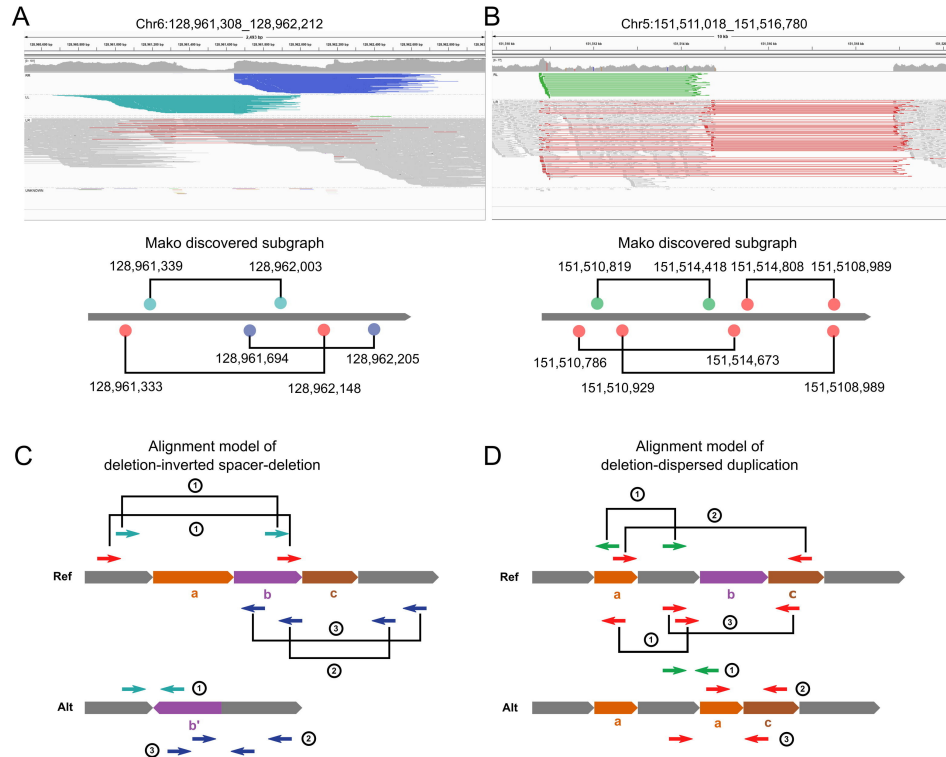 A
Chr6:128,961,308_128,962,212
B
Chr5:151,511,018_151,516,780
Mako discovered subgraph
128,961,339
128,962,003
128,961,694
128,962,205
128,961,333
128,962,148
Mako discovered subgraph
151,510,819
151,514,418
151,514,808
151,5108,989
151,510,786
151,514,673
151,510,929
151,5108,989
C
Alignment model of
deletion-inverted spacer-deletion
1
1
Ref
a
b
c
3
2
Alt
1
b'
2
3
D
Alignment model of
deletion-dispersed duplication
1
2
Ref
a
b
c
1
3
1
2
Alt
a
a
c
3